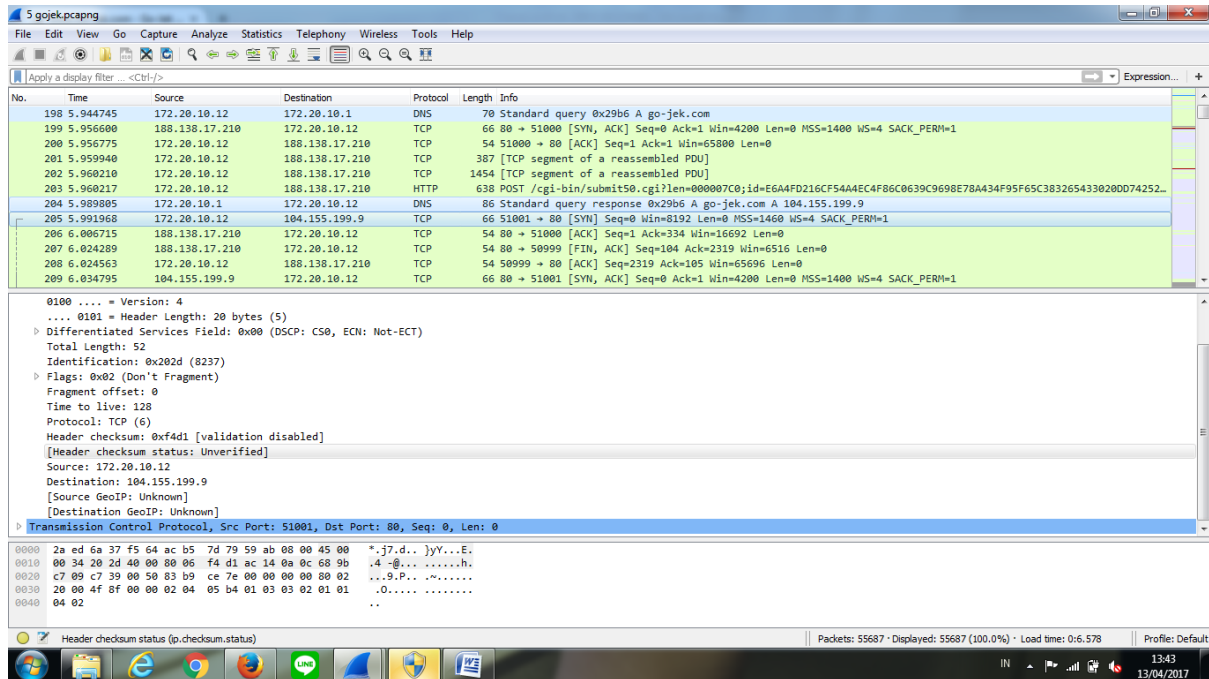 5 gojek.pcapng
File Edit View Go Capture Analyze Statistics Telephony Wireless Tools Help
Apply a display filter ... <Ctrl-/> Expression... +
No. Time Source Destination Protocol Length Info
198 5.944745 172.20.10.12 172.20.10.1 DNS 70 Standard query 0x29b6 A go-jek.com
199 5.956600 188.138.17.210 172.20.10.12 TCP 66 80 → 51000 [SYN, ACK] Seq=0 Ack=1 Win=4200 Len=0 MSS=1400 WS=4 SACK_PERM=1
200 5.956775 172.20.10.12 188.138.17.210 TCP 54 51000 → 80 [ACK] Seq=1 Ack=1 Win=65800 Len=0
201 5.959940 172.20.10.12 188.138.17.210 TCP 387 [TCP segment of a reassembled PDU]
202 5.960210 172.20.10.12 188.138.17.210 TCP 1454 [TCP segment of a reassembled PDU]
203 5.960217 172.20.10.12 188.138.17.210 HTTP 638 POST /cgi-bin/submit50.cgi?len=000007C0;id=E6A4FD216CF54A4EC4F86C0639C9698E78A434F95F65C383265433020DD74252...
204 5.989805 172.20.10.1 172.20.10.12 DNS 86 Standard query response 0x29b6 A go-jek.com A 104.155.199.9
205 5.991968 172.20.10.12 104.155.199.9 TCP 66 51001 → 80 [SYN] Seq=0 Win=8192 Len=0 MSS=1460 WS=4 SACK_PERM=1
206 6.006715 188.138.17.210 172.20.10.12 TCP 54 80 → 51000 [ACK] Seq=1 Ack=334 Win=16692 Len=0
207 6.024289 188.138.17.210 172.20.10.12 TCP 54 80 → 50999 [FIN, ACK] Seq=104 Ack=2319 Win=6516 Len=0
208 6.024563 172.20.10.12 188.138.17.210 TCP 54 50999 → 80 [ACK] Seq=2319 Ack=105 Win=65696 Len=0
209 6.034795 104.155.199.9 172.20.10.12 TCP 66 80 → 51001 [SYN, ACK] Seq=0 Ack=1 Win=4200 Len=0 MSS=1400 WS=4 SACK_PERM=1
0100 .... = Version: 4
.... 0101 = Header Length: 20 bytes (5)
Differentiated Services Field: 0x00 (DSCP: CS0, ECN: Not-ECT)
Total Length: 52
Identification: 0x202d (8237)
Flags: 0x02 (Don't Fragment)
Fragment offset: 0
Time to live: 128
Protocol: TCP (6)
Header checksum: 0xf4d1 [validation disabled]
[Header checksum status: Unverified]
Source: 172.20.10.12
Destination: 104.155.199.9
[Source GeoIP: Unknown]
[Destination GeoIP: Unknown]
Transmission Control Protocol, Src Port: 51001, Dst Port: 80, Seq: 0, Len: 0
0000 2a ed 6a 37 f5 64 ac b5 7d 79 59 ab 08 00 45 00 *.j7.d.. }yY...E.
0010 00 34 20 2d 40 00 80 06 f4 d1 ac 14 0a 0c 68 9b .4 -@... ......h.
0020 c7 09 c7 39 00 50 83 b9 ce 7e 00 00 00 00 80 02 ...9.P.. .~......
0030 20 00 4f 8f 00 00 02 04 05 b4 01 03 03 02 01 01 .O..... ........
0040 04 02 ..
Header checksum status (ip.checksum.status) Packets: 55687 · Displayed: 55687 (100.0%) · Load time: 0:6.578 Profile: Default
LINE IN 13:43
13/04/2017